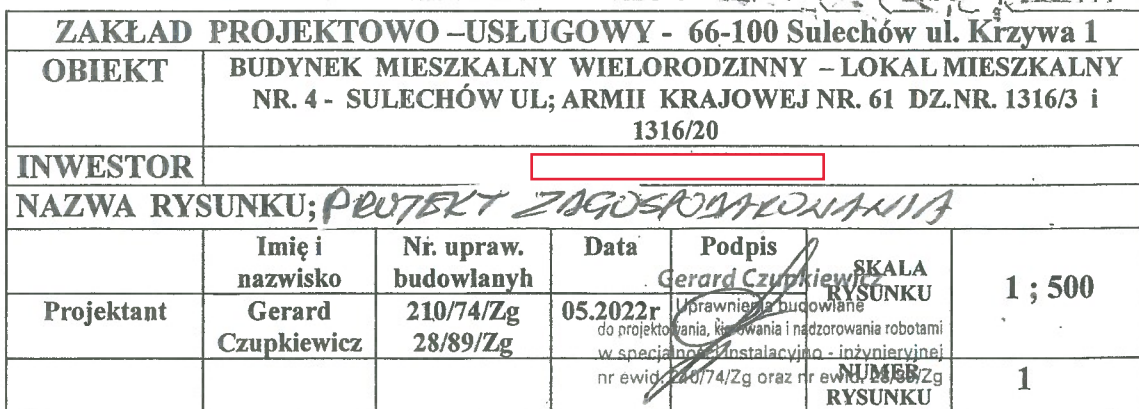 ZAKŁAD PROJEKTOWO –USŁUGOWY - 66-100 Sulechów ul. Krzywa 1
OBIEKT
BUDYNEK MIESZKALNY WIELORODZINNY – LOKAL MIESZKALNY
NR. 4 - SULECHÓW UL; ARMII KRAJOWEJ NR. 61 DZ.NR. 1316/3 i
1316/20
INWESTOR
NAZWA RYSUNKU; PROJEKT ZAGOSPODAROWANIA
Imię i
nazwisko
Nr. upraw.
budowlanyh
Data
Podpis
SKALA
RYSUNKU
1 ; 500
Projektant
Gerard
Czupkiewicz
210/74/Zg
28/89/Zg
05.2022r
Gerard Czupkiewicz
Uprawnienia budowlane
do projektowania, kierowania i nadzorowania robotami
w specjalności instalacyjno - inżynieryjnej
nr ewid. 210/74/Zg oraz nr ewid. 28/89/Zg
NUMER
RYSUNKU
1